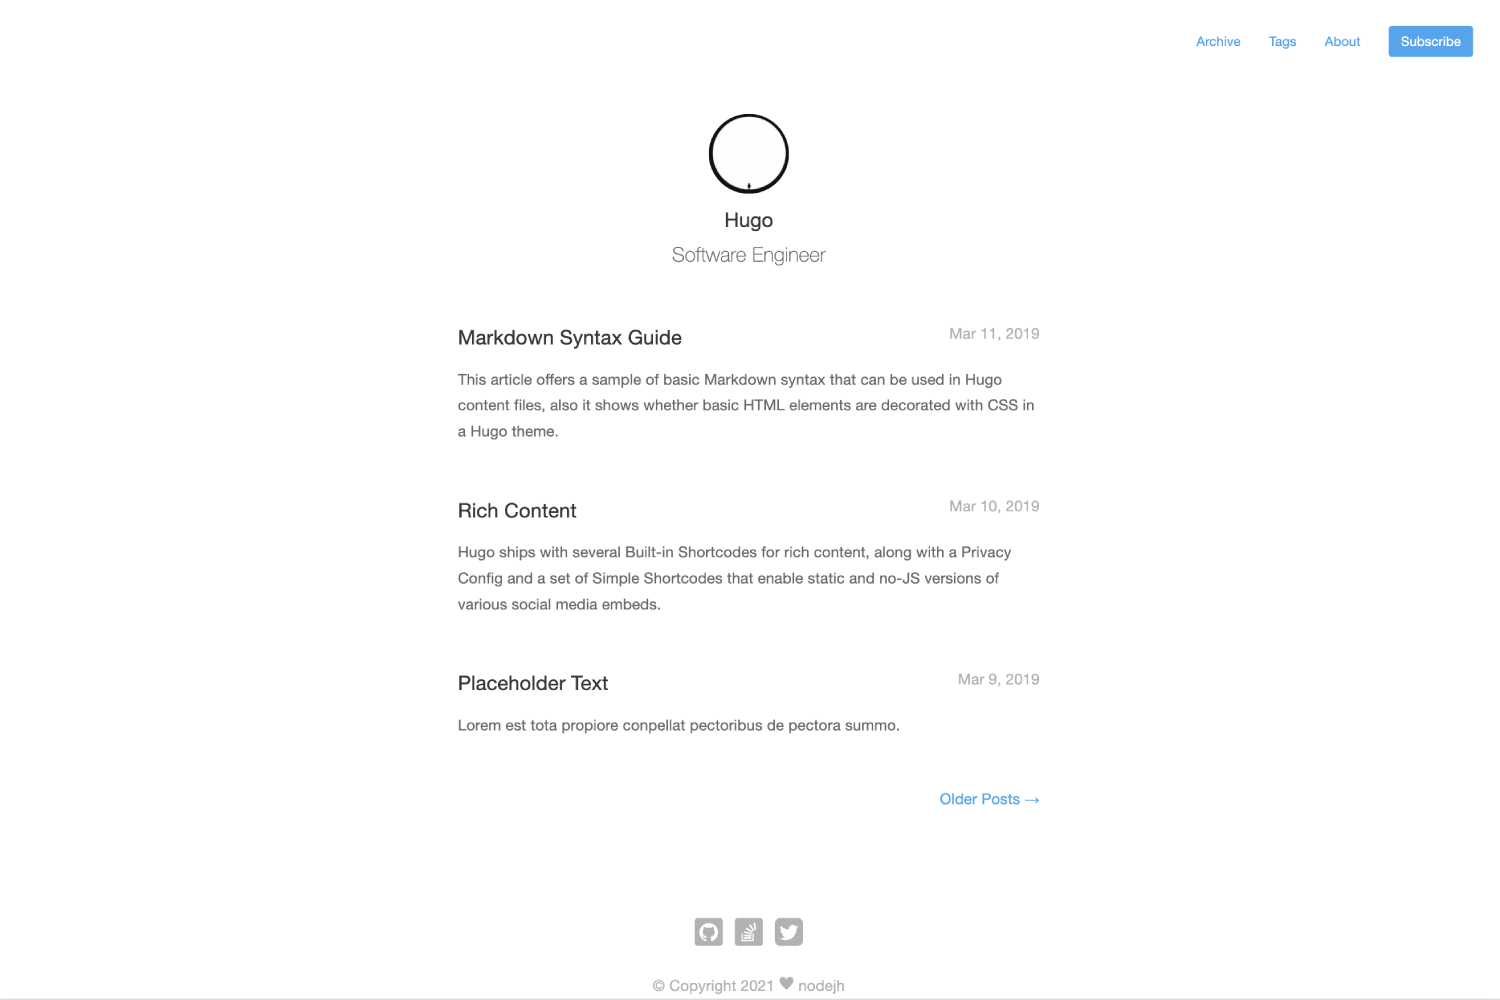 Archive Tags About Subscribe
Hugo
Software Engineer
Markdown Syntax Guide Mar 11, 2019
This article offers a sample of basic Markdown syntax that can be used in Hugo
content files, also it shows whether basic HTML elements are decorated with CSS in
a Hugo theme.
Rich Content Mar 10, 2019
Hugo ships with several Built-in Shortcodes for rich content, along with a Privacy
Config and a set of Simple Shortcodes that enable static and no-JS versions of
various social media embeds.
Placeholder Text Mar 9, 2019
Lorem est tota propiore conpellat pectoribus de pectora summo.
Older Posts →
© Copyright 2021 ♥ nodejh